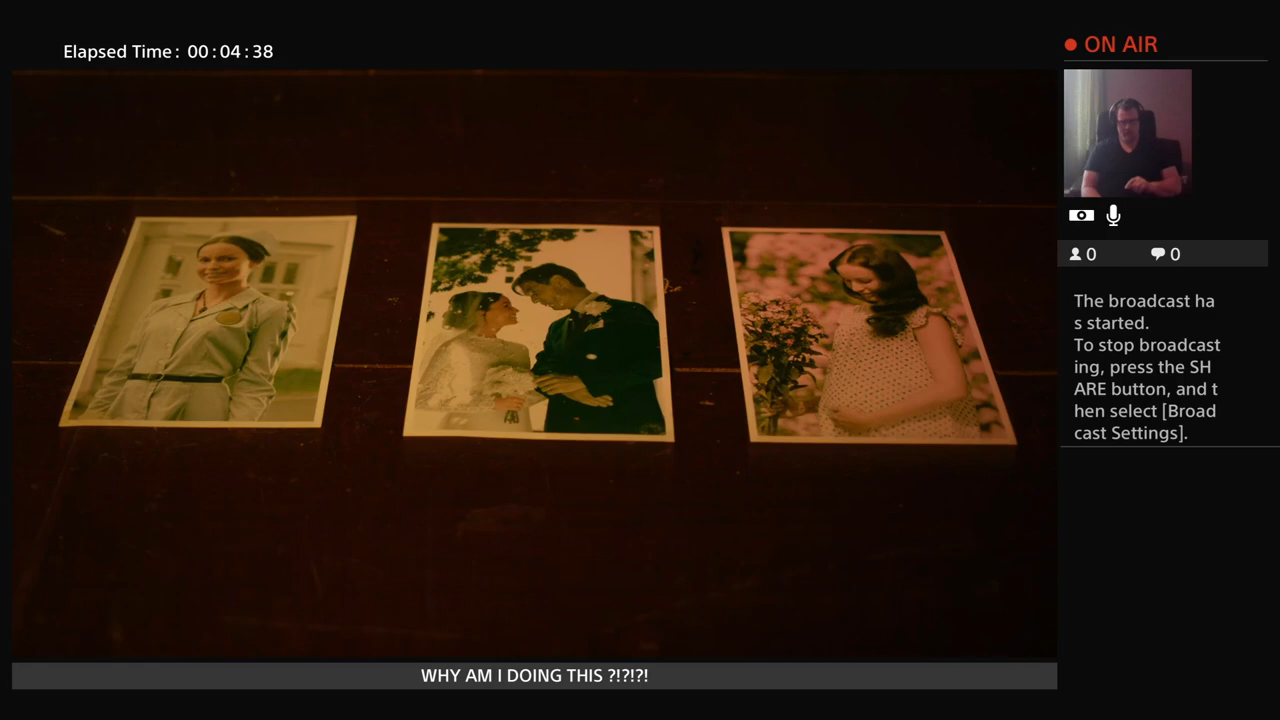 Elapsed Time: 00:04:38
ON AIR
0 0
The broadcast ha
s started.
To stop broadcast
ing, press the SH
ARE button, and t
hen select [Broad
cast Settings].
WHY AM I DOING THIS ?!?!?!